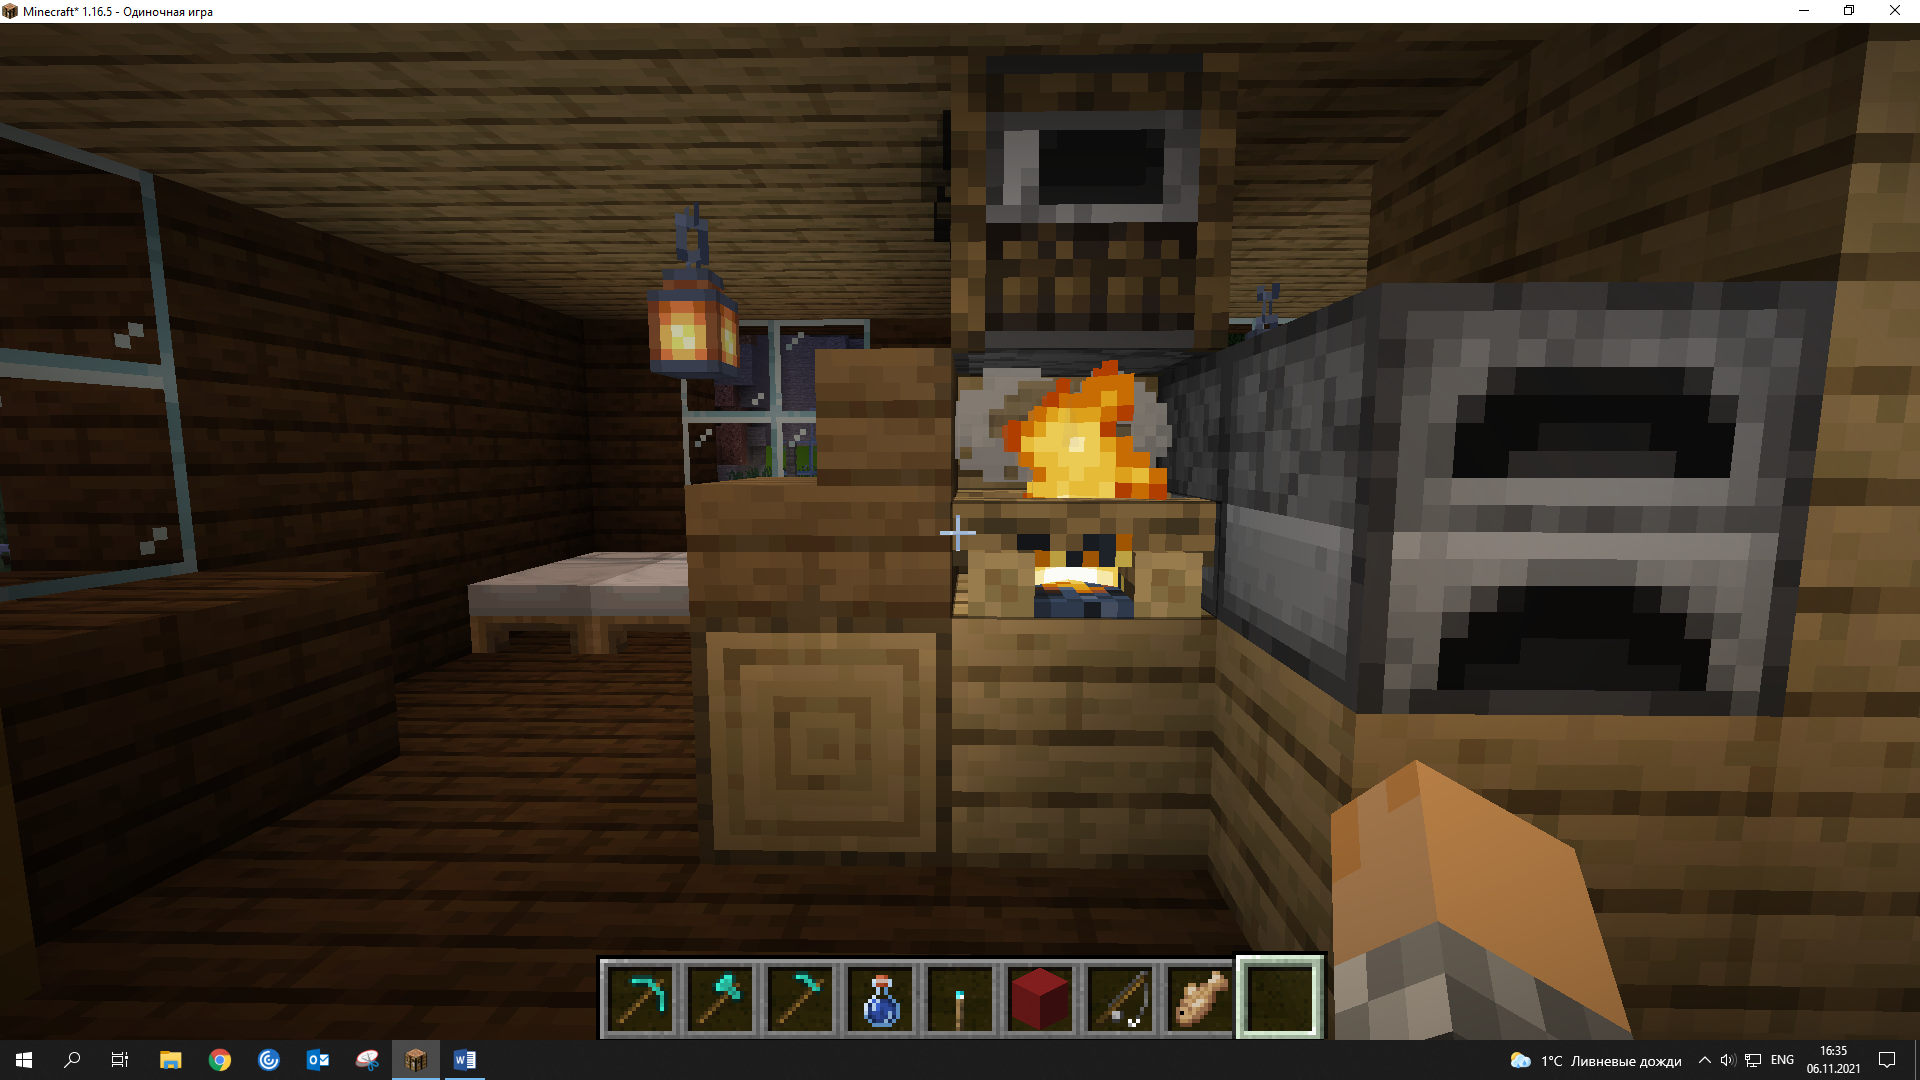 Minecraft* 1.16.5 - Одиночная игра
1°C Ливневые дожди
ENG
16:35
06.11.2021